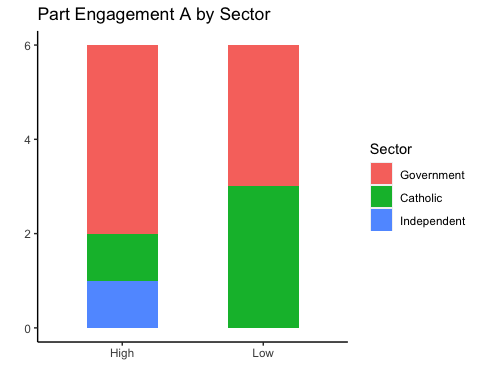 Part Engagement A by Sector
6
4
2
0
High Low
Sector
Government
Catholic
Independent